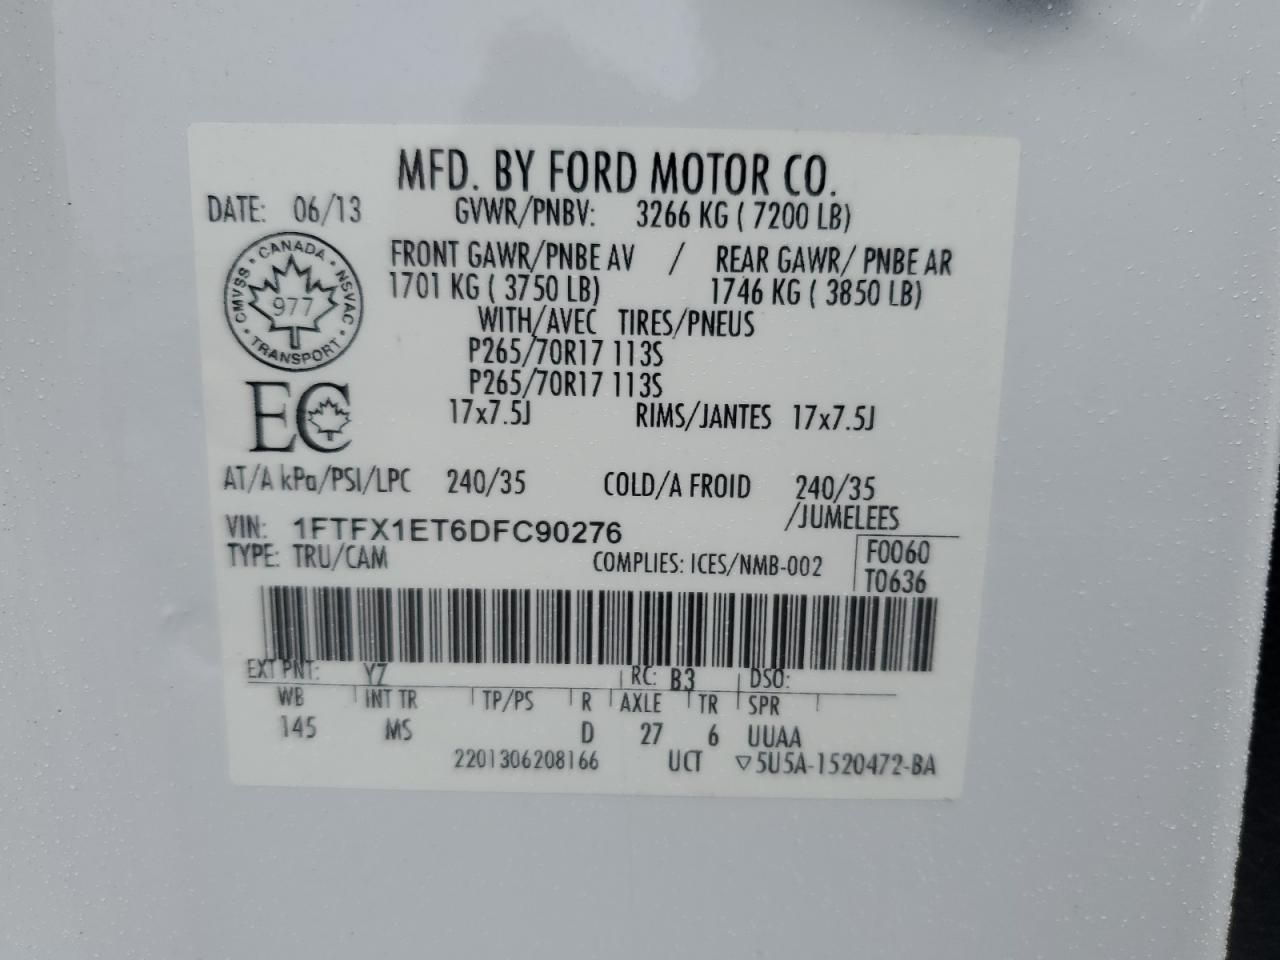 MFD. BY FORD MOTOR CO.
DATE: 06/13 GVWR/PNBV: 3266 KG ( 7200 LB)
FRONT GAWR/PNBE AV / REAR GAWR/ PNBE AR
1701 KG ( 3750 LB) 1746 KG ( 3850 LB)
WITH/AVEC TIRES/PNEUS
P265/70R17 113S
P265/70R17 113S
17x7.5J RIMS/JANTES 17x7.5J
CANADA
CMVSS
NSVAC
977
TRANSPORT
EC
AT/A kPa/PSI/LPC 240/35 COLD/A FROID 240/35
/JUMELEES
VIN: 1FTFX1ET6DFC90276
TYPE: TRU/CAM COMPLIES: ICES/NMB-002
F0060
T0636
EXT PNT: YZ RC: B3 DSO:
WB INT TR TP/PS R AXLE TR SPR
145 MS D 27 6 UUAA
2201306208166 UCT ▽5U5A-1520472-BA